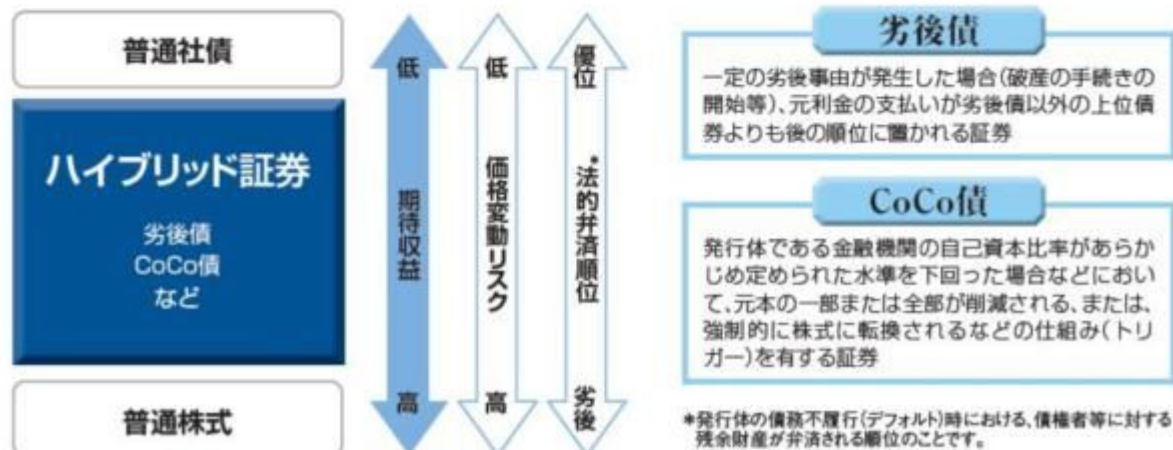 普通社債
ハイブリッド証券
劣後債
CoCo債
など
普通株式
低
期待収益
高
低
価格変動リスク
高
優位
*法的弁済順位
劣後
劣後債
一定の劣後事由が発生した場合(破産の手続きの
開始等)、元利金の支払いが劣後債以外の上位債
券よりも後の順位に置かれる証券
CoCo債
発行体である金融機関の自己資本比率があらか
じめ定められた水準を下回った場合などにおい
て、元本の一部または全部が削減される、または、
強制的に株式に転換されるなどの仕組み(トリ
ガー)を有する証券
*発行体の債務不履行(デフォルト)時における、債権者等に対する
残余財産が弁済される順位のことです。